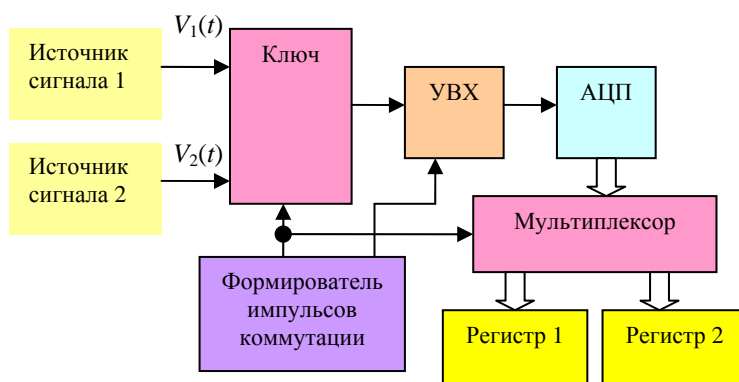 V₁(t)
Источник
сигнала 1
Ключ
УВХ
АЦП
V₂(t)
Источник
сигнала 2
Мультиплексор
Формирователь
импульсов
коммутации
Регистр 1
Регистр 2